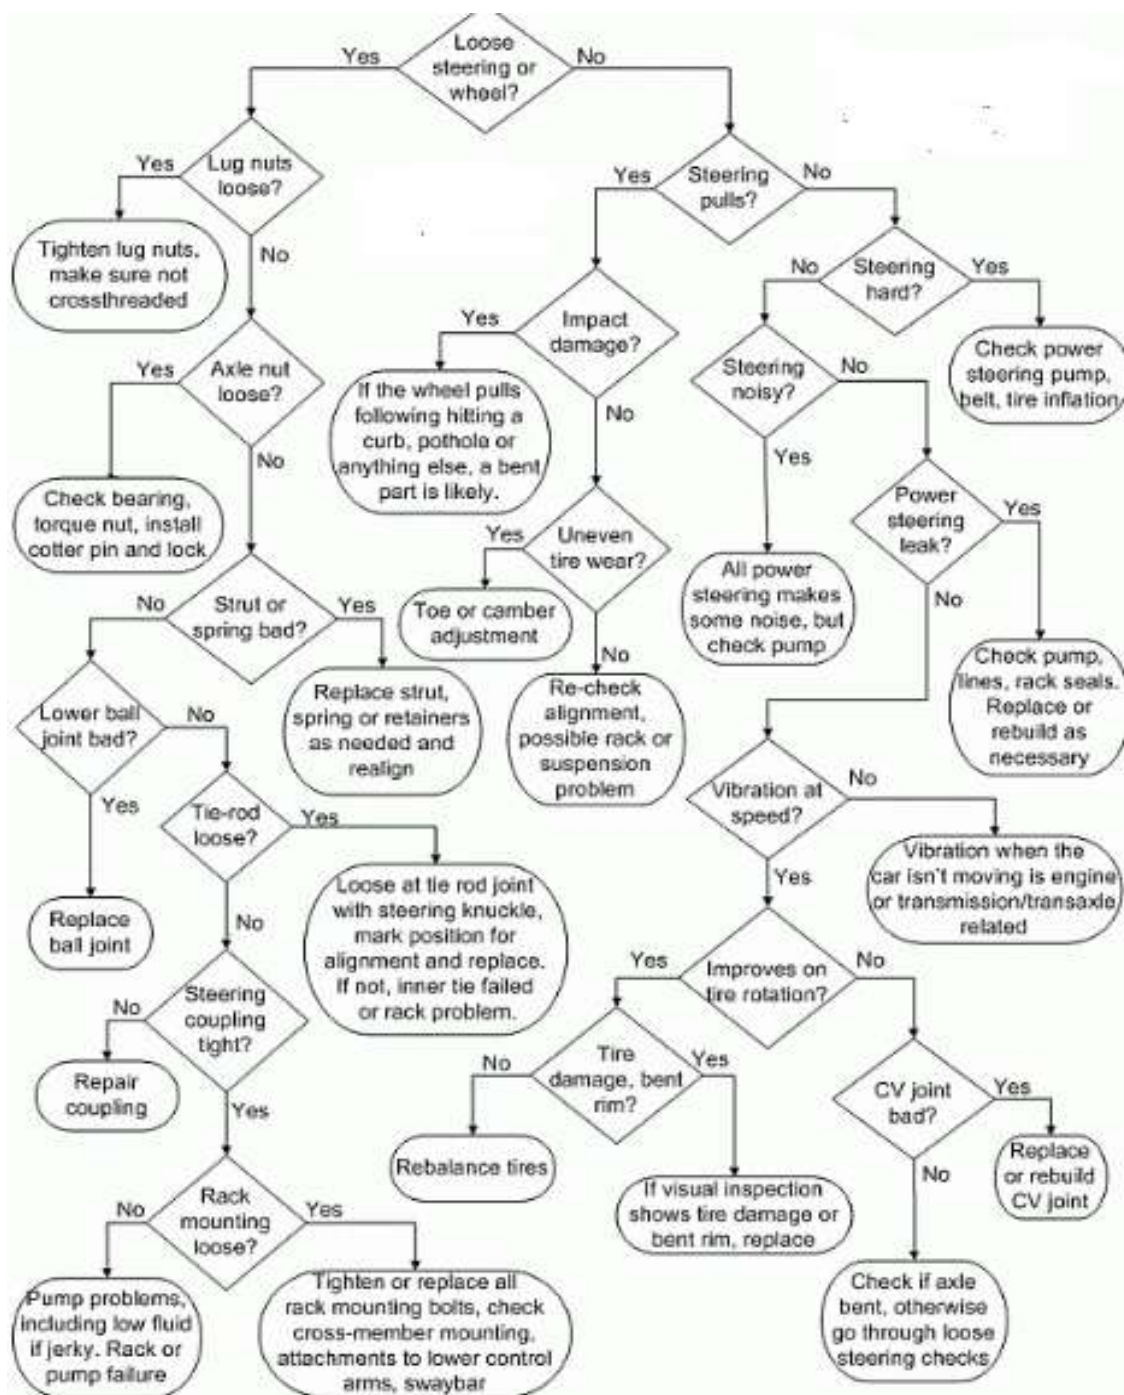 Loose
steering or
wheel?
Yes
No
Lug nuts
loose?
Yes
No
Tighten lug nuts,
make sure not
crossthreaded
Axle nut
loose?
Yes
No
Check bearing,
torque nut, install
cotter pin and lock
Strut or
spring bad?
No
Yes
Replace strut,
spring or retainers
as needed and
realign
Lower ball
joint bad?
No
Yes
Replace
ball joint
Tie-rod
loose?
Yes
No
Loose at tie rod joint
with steering knuckle,
mark position for
alignment and replace.
If not, inner tie failed
or rack problem.
Steering
coupling
tight?
No
Yes
Repair
coupling
Rack
mounting
loose?
No
Yes
Pump problems,
including low fluid
if jerky. Rack or
pump failure
Tighten or replace all
rack mounting bolts, check
cross-member mounting,
attachments to lower control
arms, swaybar
Steering
pulls?
Yes
No
Impact
damage?
Yes
No
If the wheel pulls
following hitting a
curb, pothole or
anything else, a bent
part is likely.
Uneven
tire wear?
Yes
No
Toe or camber
adjustment
Re-check
alignment,
possible rack or
suspension
problem
Steering
hard?
No
Yes
Check power
steering pump,
belt, tire inflation
Steering
noisy?
No
Yes
All power
steering makes
some noise, but
check pump
Power
steering
leak?
Yes
No
Check pump,
lines, rack seals.
Replace or
rebuild as
necessary
Vibration at
speed?
No
Yes
Vibration when the
car isn't moving is engine
or transmission/transaxle
related
Improves on
tire rotation?
Yes
No
Tire
damage, bent
rim?
No
Yes
Rebalance tires
If visual inspection
shows tire damage or
bent rim, replace
CV joint
bad?
Yes
No
Replace
or rebuild
CV joint
Check if axle
bent, otherwise
go through loose
steering checks